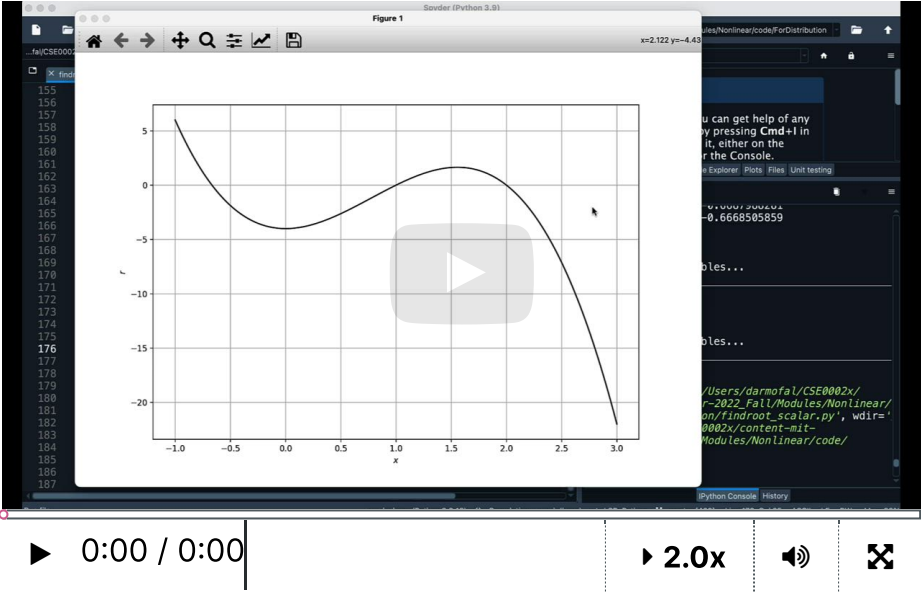 Spyder (Python 3.9)
Figure 1
x=2.122 y=-4.43
ules/Nonlinear/code/ForDistribution
...fal/CSE0002
findr
155
156
157
158
159
160
161
162
163
164
165
166
167
168
169
170
171
172
173
174
175
176
177
178
179
180
181
182
183
184
185
186
187
5
0
−5
−10
−15
−20
r
−1.0 −0.5 0.0 0.5 1.0 1.5 2.0 2.5 3.0
x
u can get help of any
by pressing Cmd+I in
it, either on the
r the Console.
e Explorer Plots Files Unit testing
-0.6668505859
bles...
bles...
/Users/darmofal/CSE0002x/
r-2022_Fall/Modules/Nonlinear/
on/findroot_scalar.py', wdir='
0002x/content-mit-
Modules/Nonlinear/code/
IPython Console History
0:00 / 0:00
2.0x